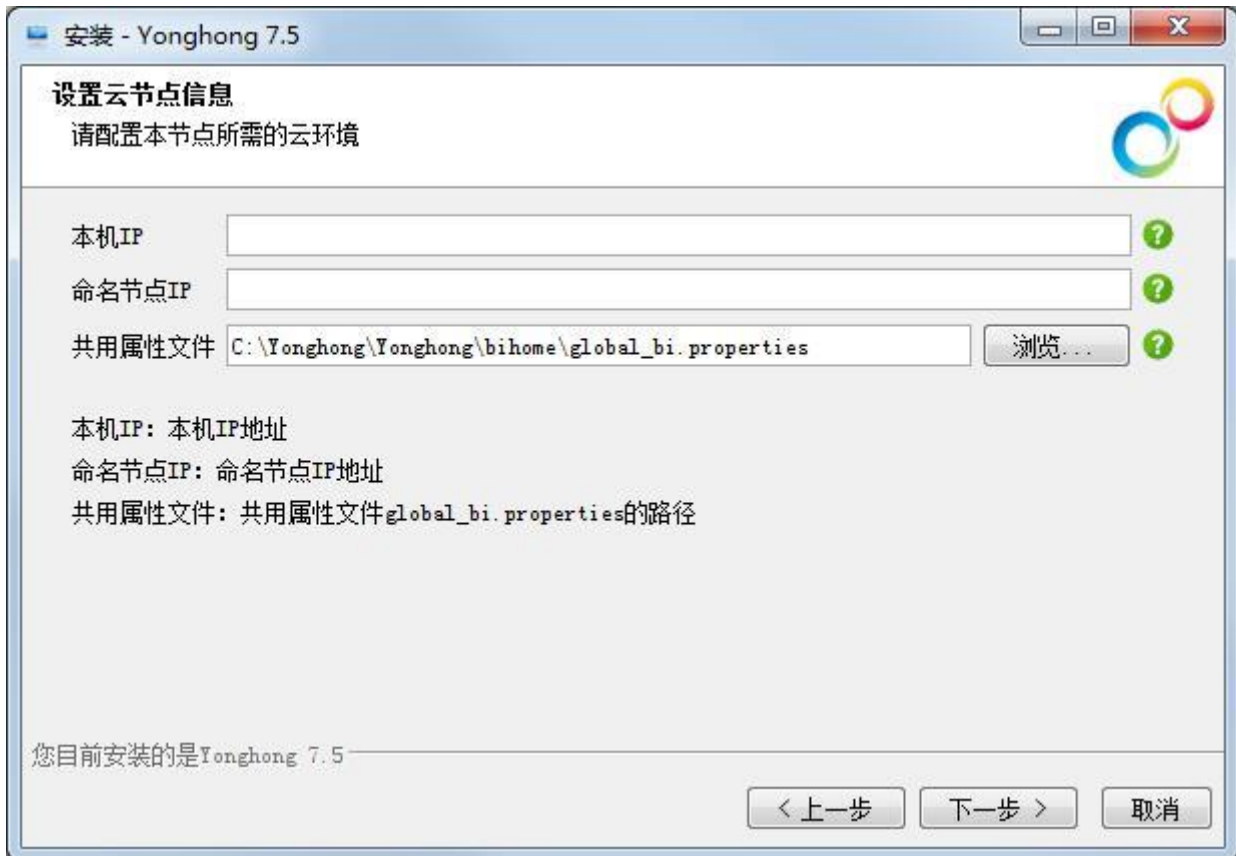 安装 - Yonghong 7.5
设置云节点信息
请配置本节点所需的云环境
本机IP
命名节点IP
共用属性文件 C:\Yonghong\Yonghong\bihome\global_bi.properties 浏览...
本机IP: 本机IP地址
命名节点IP: 命名节点IP地址
共用属性文件: 共用属性文件global_bi.properties的路径
您目前安装的是Yonghong 7.5
< 上一步 下一步 > 取消